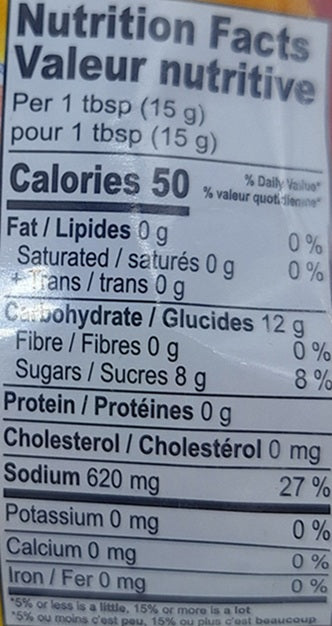 Nutrition Facts
Valeur nutritive
Per 1 tbsp (15 g)
pour 1 tbsp (15 g)
Calories 50 % Daily Value*
% valeur quotidienne*
Fat / Lipides 0 g 0 %
Saturated / saturés 0 g 0 %
+ Trans / trans 0 g
Carbohydrate / Glucides 12 g
Fibre / Fibres 0 g 0 %
Sugars / Sucres 8 g 8 %
Protein / Protéines 0 g
Cholesterol / Cholestérol 0 mg
Sodium 620 mg 27 %
Potassium 0 mg 0 %
Calcium 0 mg 0 %
Iron / Fer 0 mg 0 %
*5% or less is a little, 15% or more is a lot
*5% ou moins c'est peu, 15% ou plus c'est beaucoup